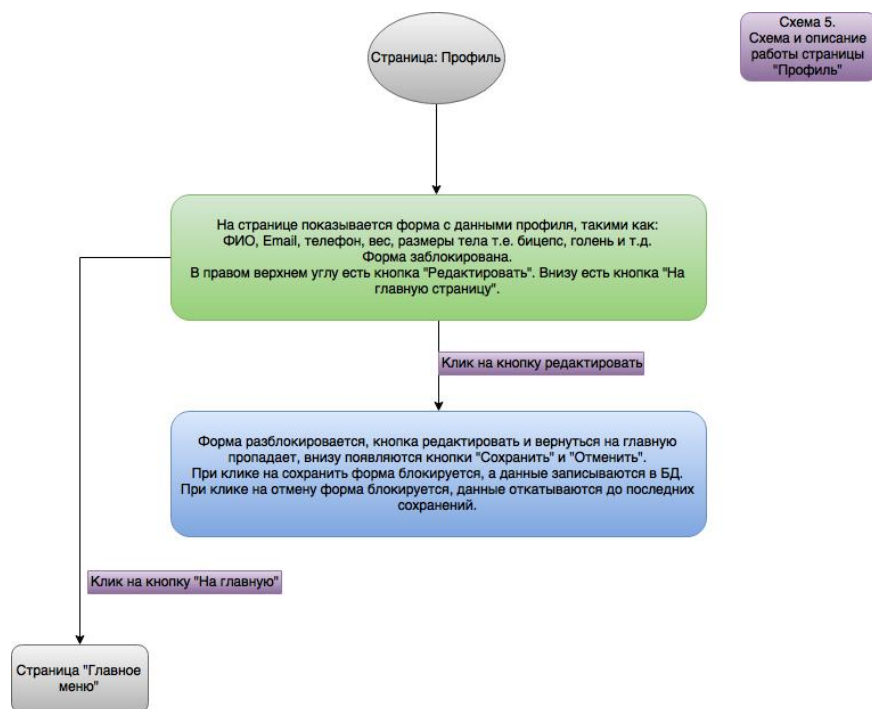 Схема 5.
Схема и описание
работы страницы
"Профиль"
Страница: Профиль
На странице показывается форма с данными профиля, такими как:
ФИО, Email, телефон, вес, размеры тела т.е. бицепс, голень и т.д.
Форма заблокирована.
В правом верхнем углу есть кнопка "Редактировать". Внизу есть кнопка "На
главную страницу".
Клик на кнопку редактировать
Форма разблокировается, кнопка редактировать и вернуться на главную
пропадает, внизу появляются кнопки "Сохранить" и "Отменить".
При клике на сохранить форма блокируется, а данные записываются в БД.
При клике на отмену форма блокируется, данные откатываются до последних
сохранений.
Клик на кнопку "На главную"
Страница "Главное
меню"